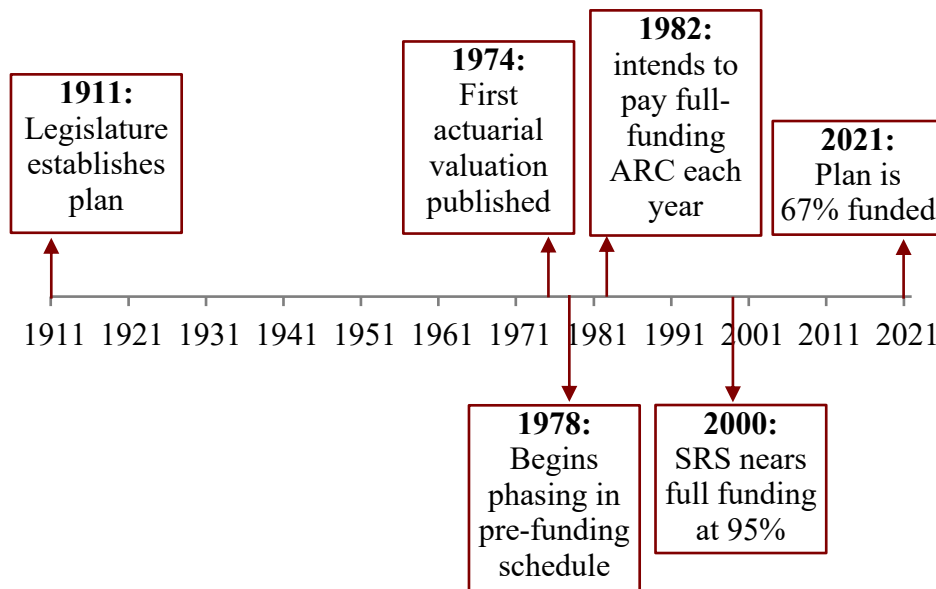 1911:
Legislature
establishes
plan
1974:
First
actuarial
valuation
published
1982:
intends to
pay full-
funding
ARC each
year
2021:
Plan is
67% funded
1911 1921 1931 1941 1951 1961 1971 1981 1991 2001 2011 2021
1978:
Begins
phasing in
pre-funding
schedule
2000:
SRS nears
full funding
at 95%